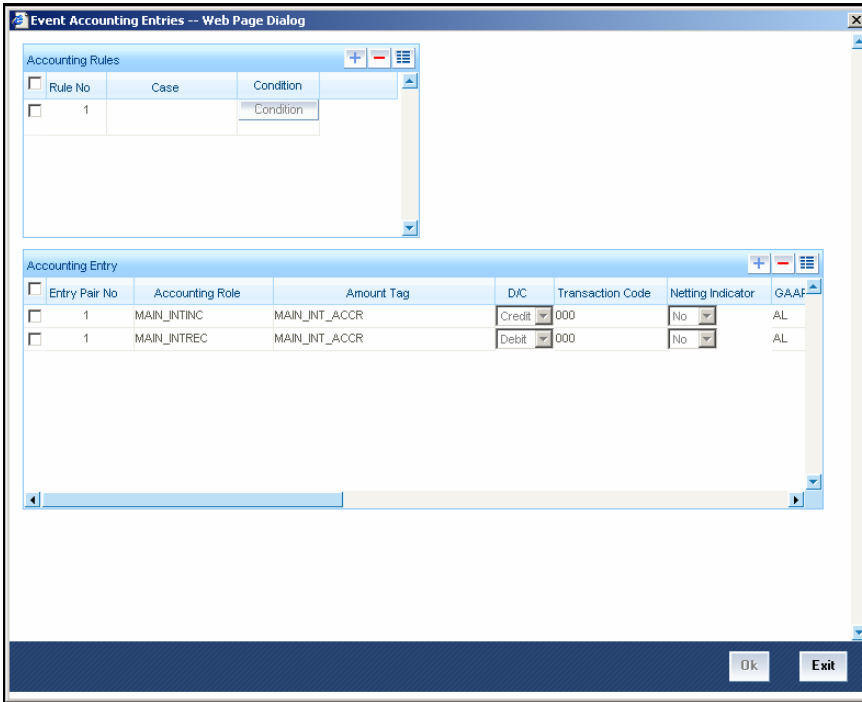 Event Accounting Entries -- Web Page Dialog
Accounting Rules
Rule No Case Condition
1 Condition
Accounting Entry
Entry Pair No Accounting Role Amount Tag D/C Transaction Code Netting Indicator GAAP
1 MAIN_INTINC MAIN_INT_ACCR Credit 000 No AL
1 MAIN_INTREC MAIN_INT_ACCR Debit 000 No AL
Ok Exit